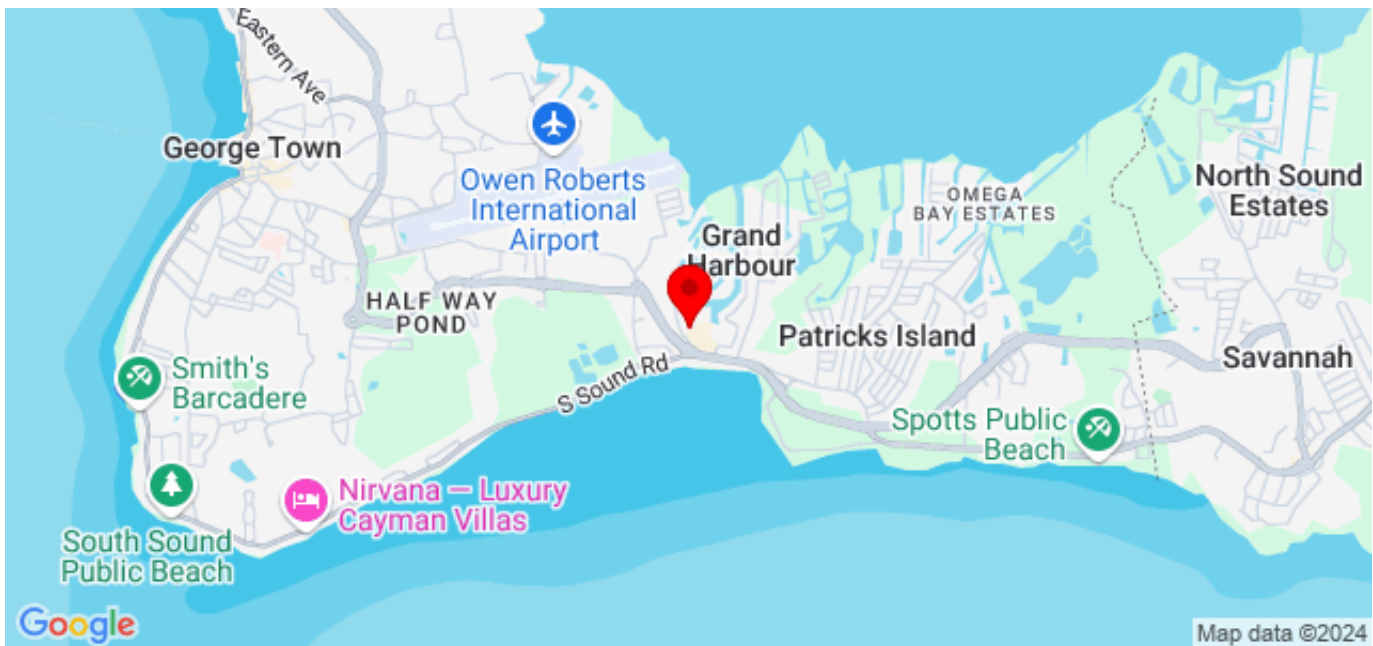 Eastern Ave
George Town
Owen Roberts
International
Airport
Grand
Harbour
OMEGA
BAY ESTATES
North Sound
Estates
HALF WAY
POND
Patricks Island
Savannah
Smith's
Barcadere
S Sound Rd
Spotts Public
Beach
Nirvana — Luxury
Cayman Villas
South Sound
Public Beach
Google
Map data ©2024